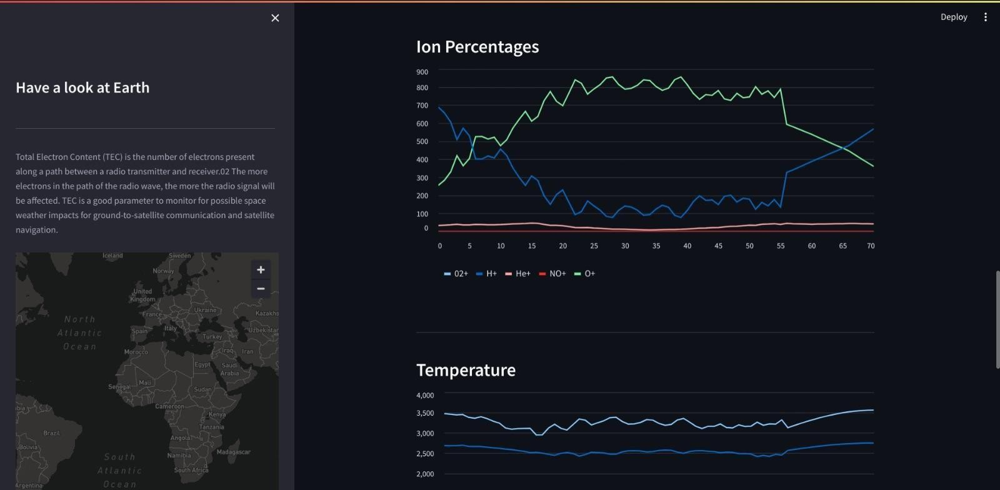 Deploy
Have a look at Earth
Total Electron Content (TEC) is the number of electrons present
along a path between a radio transmitter and receiver.02 The more
electrons in the path of the radio wave, the more the radio signal will
be affected. TEC is a good parameter to monitor for possible space
weather impacts for ground-to-satellite communication and satellite
navigation.
Iceland
Sweden
Norway
United
Kingdom
Ukraine
France
Kazakhs
North
Atlantic
Ocean
Spain
Italy
Uzbekistan
Turkey
Morocco
Iraq
Iran
Egypt
Saudi
Arabia
Mali
Senegal
Sudan
Cameroon
bia
Kenya
Tanzania
Brazil
Angola
Bolivia
Madagascar
Namibia
South
Atlantic
Ocean
South Africa
Argentina
Ion Percentages
900
800
700
600
500
400
300
200
100
0
0 5 10 15 20 25 30 35 40 45 50 55 60 65 70
02+ H+ He+ NO+ O+
Temperature
4,000
3,500
3,000
2,500
2,000